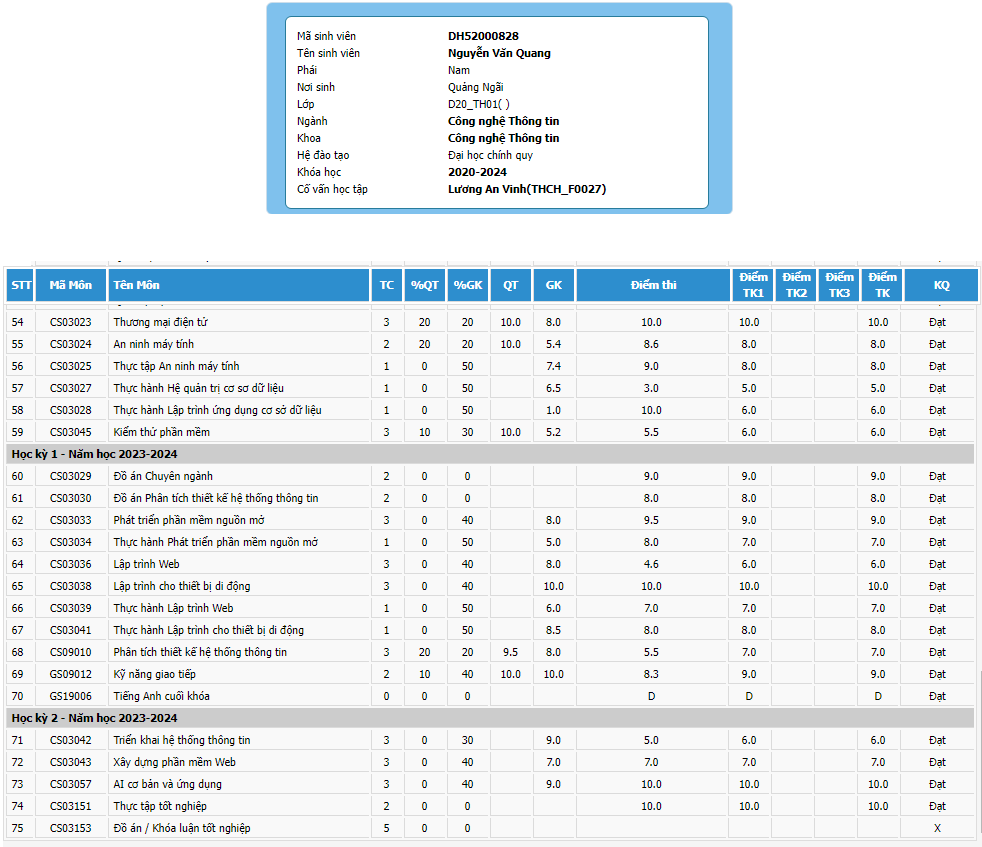 Mã sinh viên DH52000828
Tên sinh viên Nguyễn Văn Quang
Phái Nam
Nơi sinh Quảng Ngãi
Lớp D20_TH01( )
Ngành Công nghệ Thông tin
Khoa Công nghệ Thông tin
Hệ đào tạo Đại học chính quy
Khóa học 2020-2024
Cố vấn học tập Lương An Vinh(THCH_F0027)
STT Mã Môn Tên Môn TC %QT %GK QT GK Điểm thi Điểm TK1 Điểm TK2 Điểm TK3 Điểm TK KQ
54 CS03023 Thương mại điện tử 3 20 20 10.0 8.0 10.0 10.0 10.0 Đạt
55 CS03024 An ninh máy tính 2 20 20 10.0 5.4 8.6 8.0 8.0 Đạt
56 CS03025 Thực tập An ninh máy tính 1 0 50 7.4 9.0 8.0 8.0 Đạt
57 CS03027 Thực hành Hệ quản trị cơ sơ dữ liệu 1 0 50 6.5 3.0 5.0 5.0 Đạt
58 CS03028 Thực hành Lập trình ứng dụng cơ sở dữ liệu 1 0 50 1.0 10.0 6.0 6.0 Đạt
59 CS03045 Kiểm thử phần mềm 3 10 30 10.0 5.2 5.5 6.0 6.0 Đạt
Học kỳ 1 - Năm học 2023-2024
60 CS03029 Đồ án Chuyên ngành 2 0 0 9.0 9.0 9.0 Đạt
61 CS03030 Đồ án Phân tích thiết kế hệ thống thông tin 2 0 0 8.0 8.0 8.0 Đạt
62 CS03033 Phát triển phần mềm nguồn mở 3 0 40 8.0 9.5 9.0 9.0 Đạt
63 CS03034 Thực hành Phát triển phần mềm nguồn mở 1 0 50 5.0 8.0 7.0 7.0 Đạt
64 CS03036 Lập trình Web 3 0 40 8.0 4.6 6.0 6.0 Đạt
65 CS03038 Lập trình cho thiết bị di động 3 0 40 10.0 10.0 10.0 10.0 Đạt
66 CS03039 Thực hành Lập trình Web 1 0 50 6.0 7.0 7.0 7.0 Đạt
67 CS03041 Thực hành Lập trình cho thiết bị di động 1 0 50 8.5 8.0 8.0 8.0 Đạt
68 CS09010 Phân tích thiết kế hệ thống thông tin 3 20 20 9.5 8.0 5.5 7.0 7.0 Đạt
69 GS09012 Kỹ năng giao tiếp 2 10 40 10.0 10.0 8.3 9.0 9.0 Đạt
70 GS19006 Tiếng Anh cuối khóa 0 0 0 D D D Đạt
Học kỳ 2 - Năm học 2023-2024
71 CS03042 Triển khai hệ thống thông tin 3 0 30 9.0 5.0 6.0 6.0 Đạt
72 CS03043 Xây dựng phần mềm Web 3 0 40 7.0 7.0 7.0 7.0 Đạt
73 CS03057 AI cơ bản và ứng dụng 3 0 40 9.0 10.0 10.0 10.0 Đạt
74 CS03151 Thực tập tốt nghiệp 2 0 0 10.0 10.0 10.0 Đạt
75 CS03153 Đồ án / Khóa luận tốt nghiệp 5 0 0 X